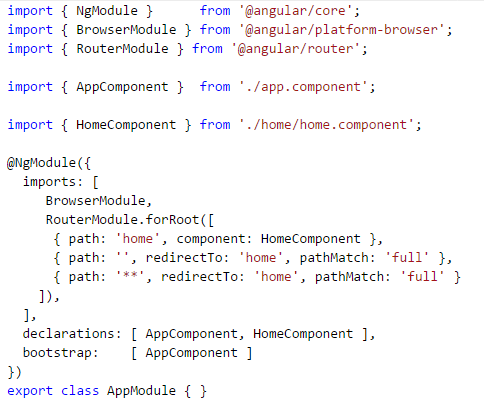 import { NgModule }      from '@angular/core';
import { BrowserModule } from '@angular/platform-browser';
import { RouterModule } from '@angular/router';

import { AppComponent }  from './app.component';

import { HomeComponent } from './home/home.component';

@NgModule({
  imports: [
     BrowserModule,
     RouterModule.forRoot([
      { path: 'home', component: HomeComponent },
      { path: '', redirectTo: 'home', pathMatch: 'full' },
      { path: '**', redirectTo: 'home', pathMatch: 'full' }
    ]),
  ],
  declarations: [ AppComponent, HomeComponent ],
  bootstrap:    [ AppComponent ]
})
export class AppModule { }